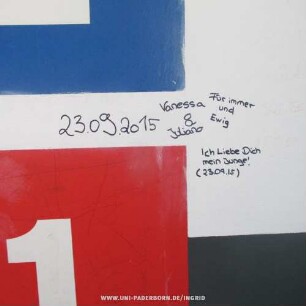 23.09.2015
Vanessa
&
Juliano
Für immer
und
Ewig
Ich Liebe Dich
mein Junge!
(23.09.15)
1
WWW.UNI-PADERBORN.DE/INGRID